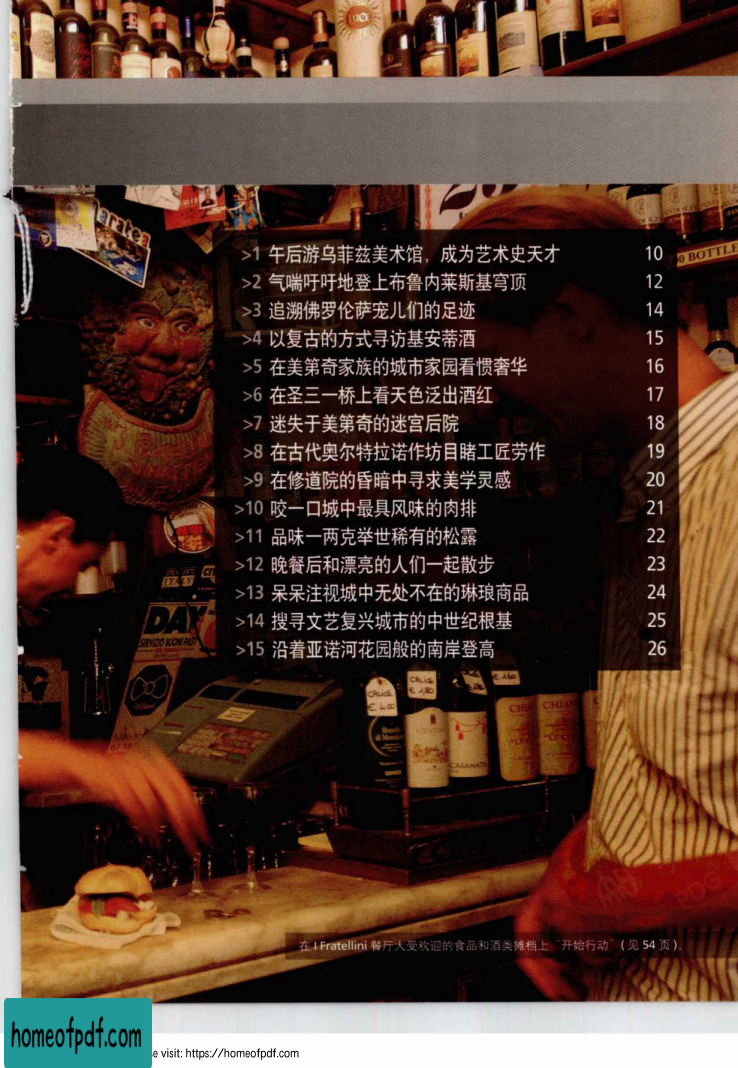 aratea
>1 午后游乌菲兹美术馆，成为艺术史天才 10
>2 气喘吁吁地登上布鲁内莱斯基穹顶 12
>3 追溯佛罗伦萨宠儿们的足迹 14
>4 以复古的方式寻访基安蒂酒 15
>5 在美第奇家族的城市家园看惯奢华 16
>6 在圣三一桥上看天色泛出酒红 17
>7 迷失于美第奇的迷宫后院 18
>8 在古代奥尔特拉诺作坊目睹工匠劳作 19
>9 在修道院的昏暗中寻求美学灵感 20
>10 咬一口城中最具风味的肉排 21
>11 品味一两克举世稀有的松露 22
>12 晚餐后和漂亮的人们一起散步 23
>13 呆呆注视城中无处不在的琳琅商品 24
>14 搜寻文艺复兴城市的中世纪根基 25
>15 沿着亚诺河花园般的南岸登高 26
ITALY
DAY
CALICE
€ 4,00
CASAMATTA
在 I Fratellini 餐厅大受欢迎的食品和酒类摊档上“开始行动”(见 54 页)。
homeofpdf.com
visit: https://homeofpdf.com